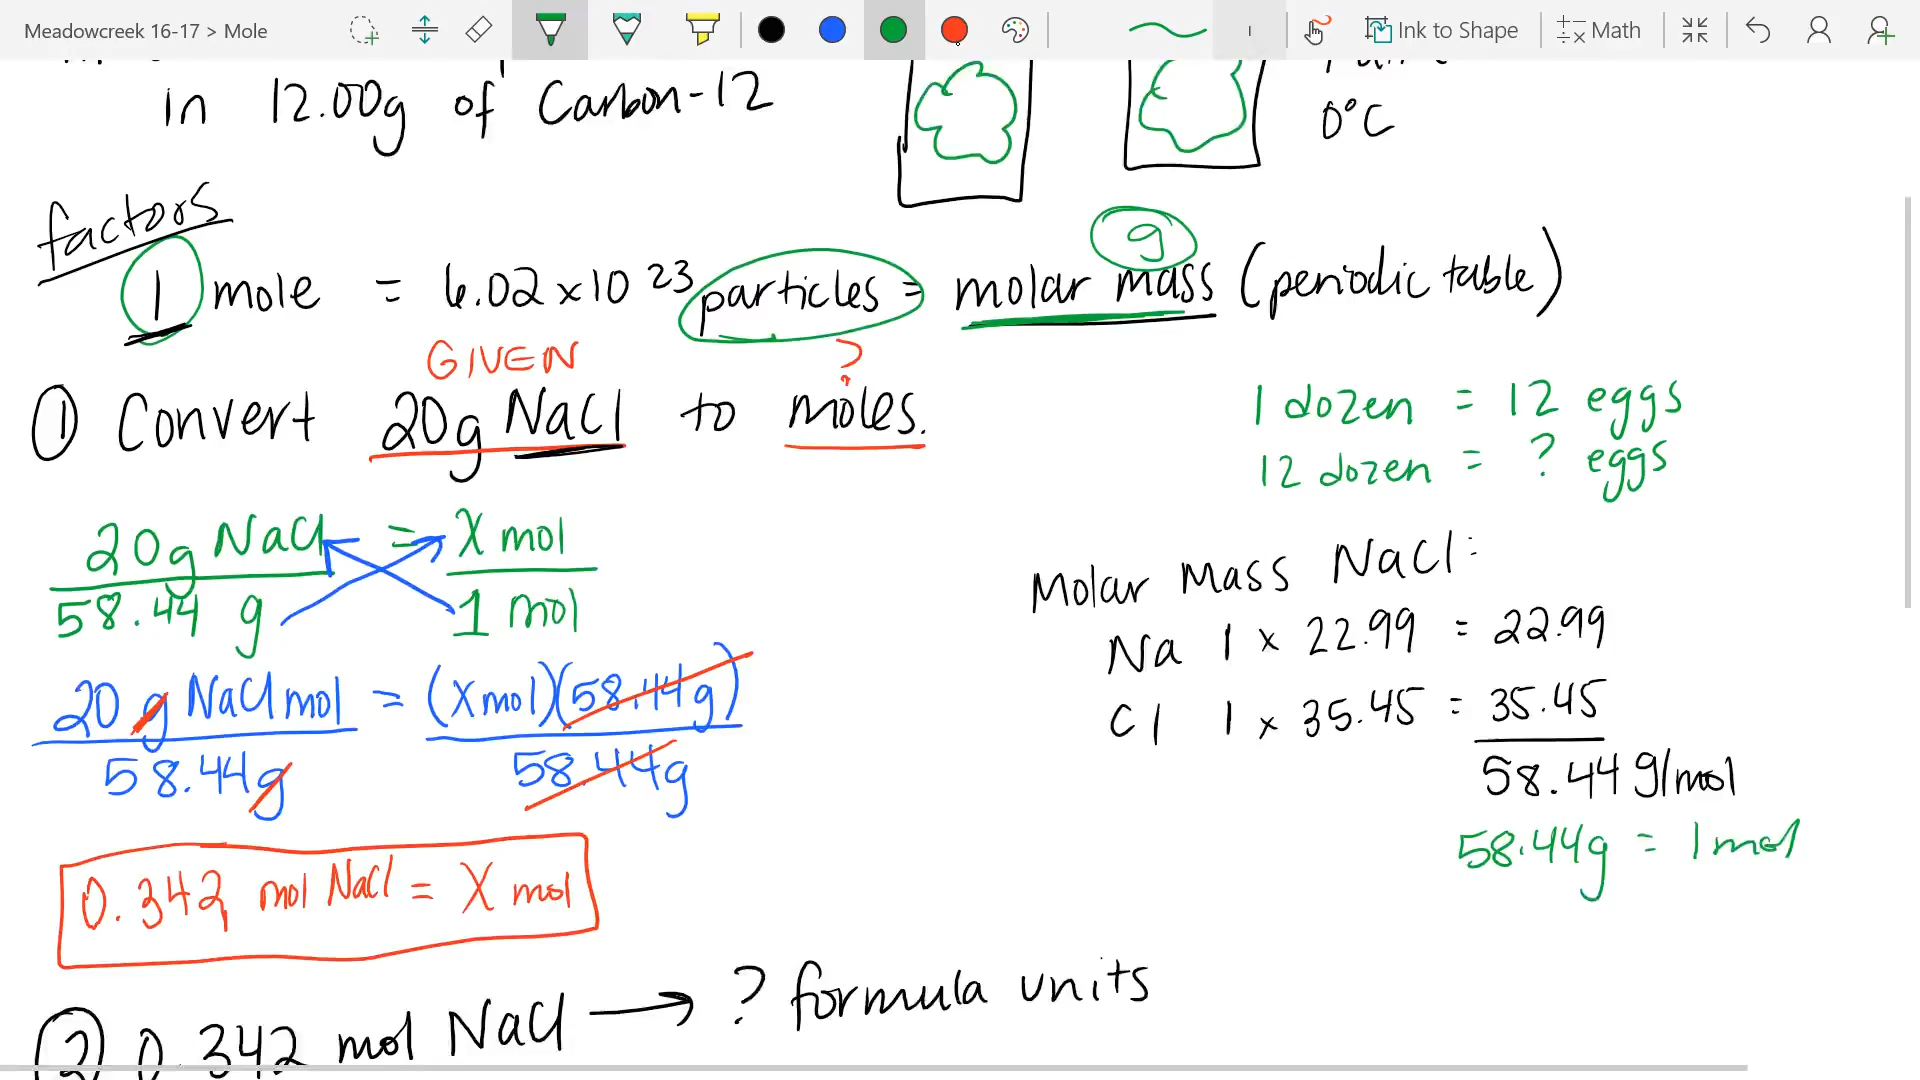 Meadowcreek 16-17 > Mole
Ink to Shape
Math
in 12.00g of Carbon-12
0°C
factors
g
1 mole = 6.02 x 10 23 particles = molar mass (periodic table)
GIVEN ?
① Convert 20g NaCl to moles.
1 dozen = 12 eggs
12 dozen = ? eggs
20g NaCl = X mol
58.44 g 1 mol
20 g NaCl mol = (X mol)(58.44g)
58.44g 58.44g
0.342 mol NaCl = X mol
Molar Mass NaCl:
Na 1 x 22.99 = 22.99
Cl 1 x 35.45 = 35.45
58.44 g/mol
58.44g = 1 mol
② 0.342 mol NaCl → ? formula units